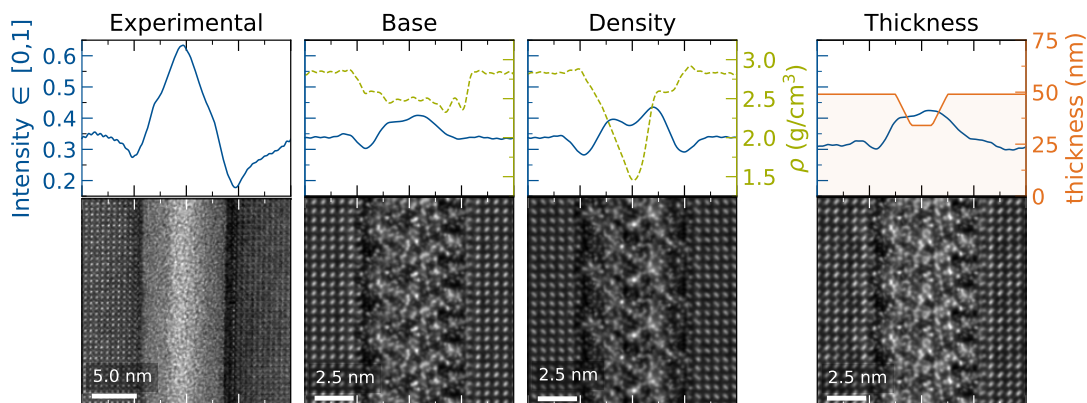 Experimental Base Density Thickness
Intensity ∈ [0,1]
0.6
0.5
0.4
0.3
0.2
3.0
2.5
2.0
1.5
ρ (g/cm³)
75
50
25
0
thickness (nm)
5.0 nm
2.5 nm
2.5 nm
2.5 nm